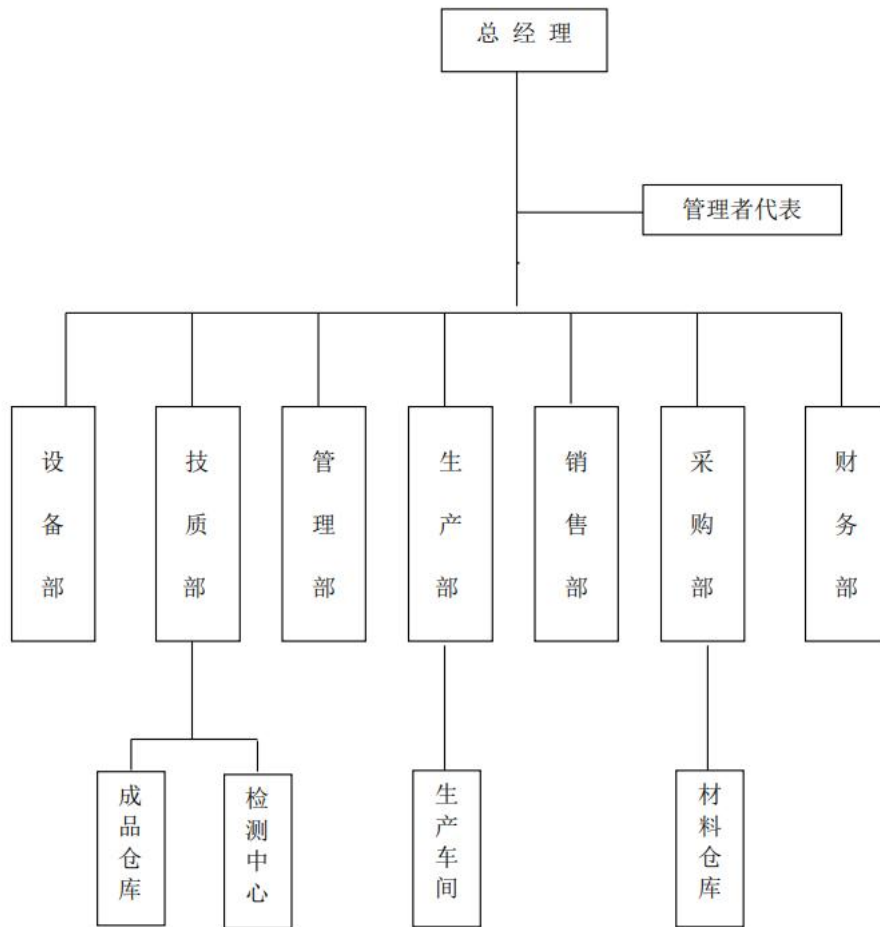 总经理
管理者代表
设备部
技质部
管理部
生产部
销售部
采购部
财务部
成品仓库
检测中心
生产车间
材料仓库